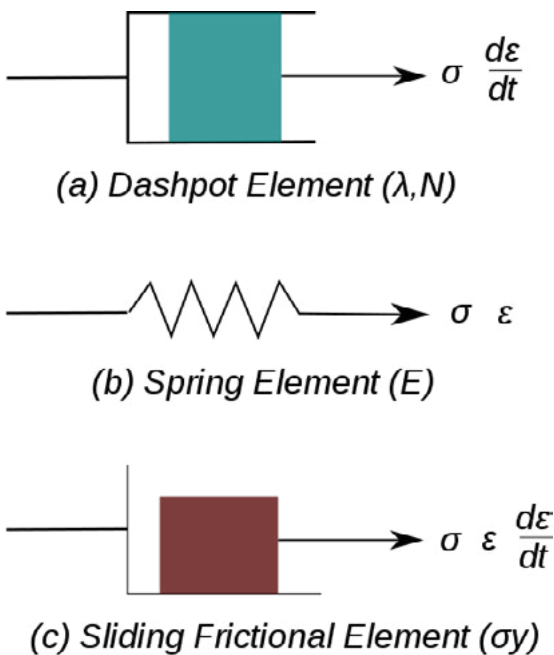 σ dε/dt
(a) Dashpot Element (λ,N)
σ ε
(b) Spring Element (E)
σ ε dε/dt
(c) Sliding Frictional Element (σy)